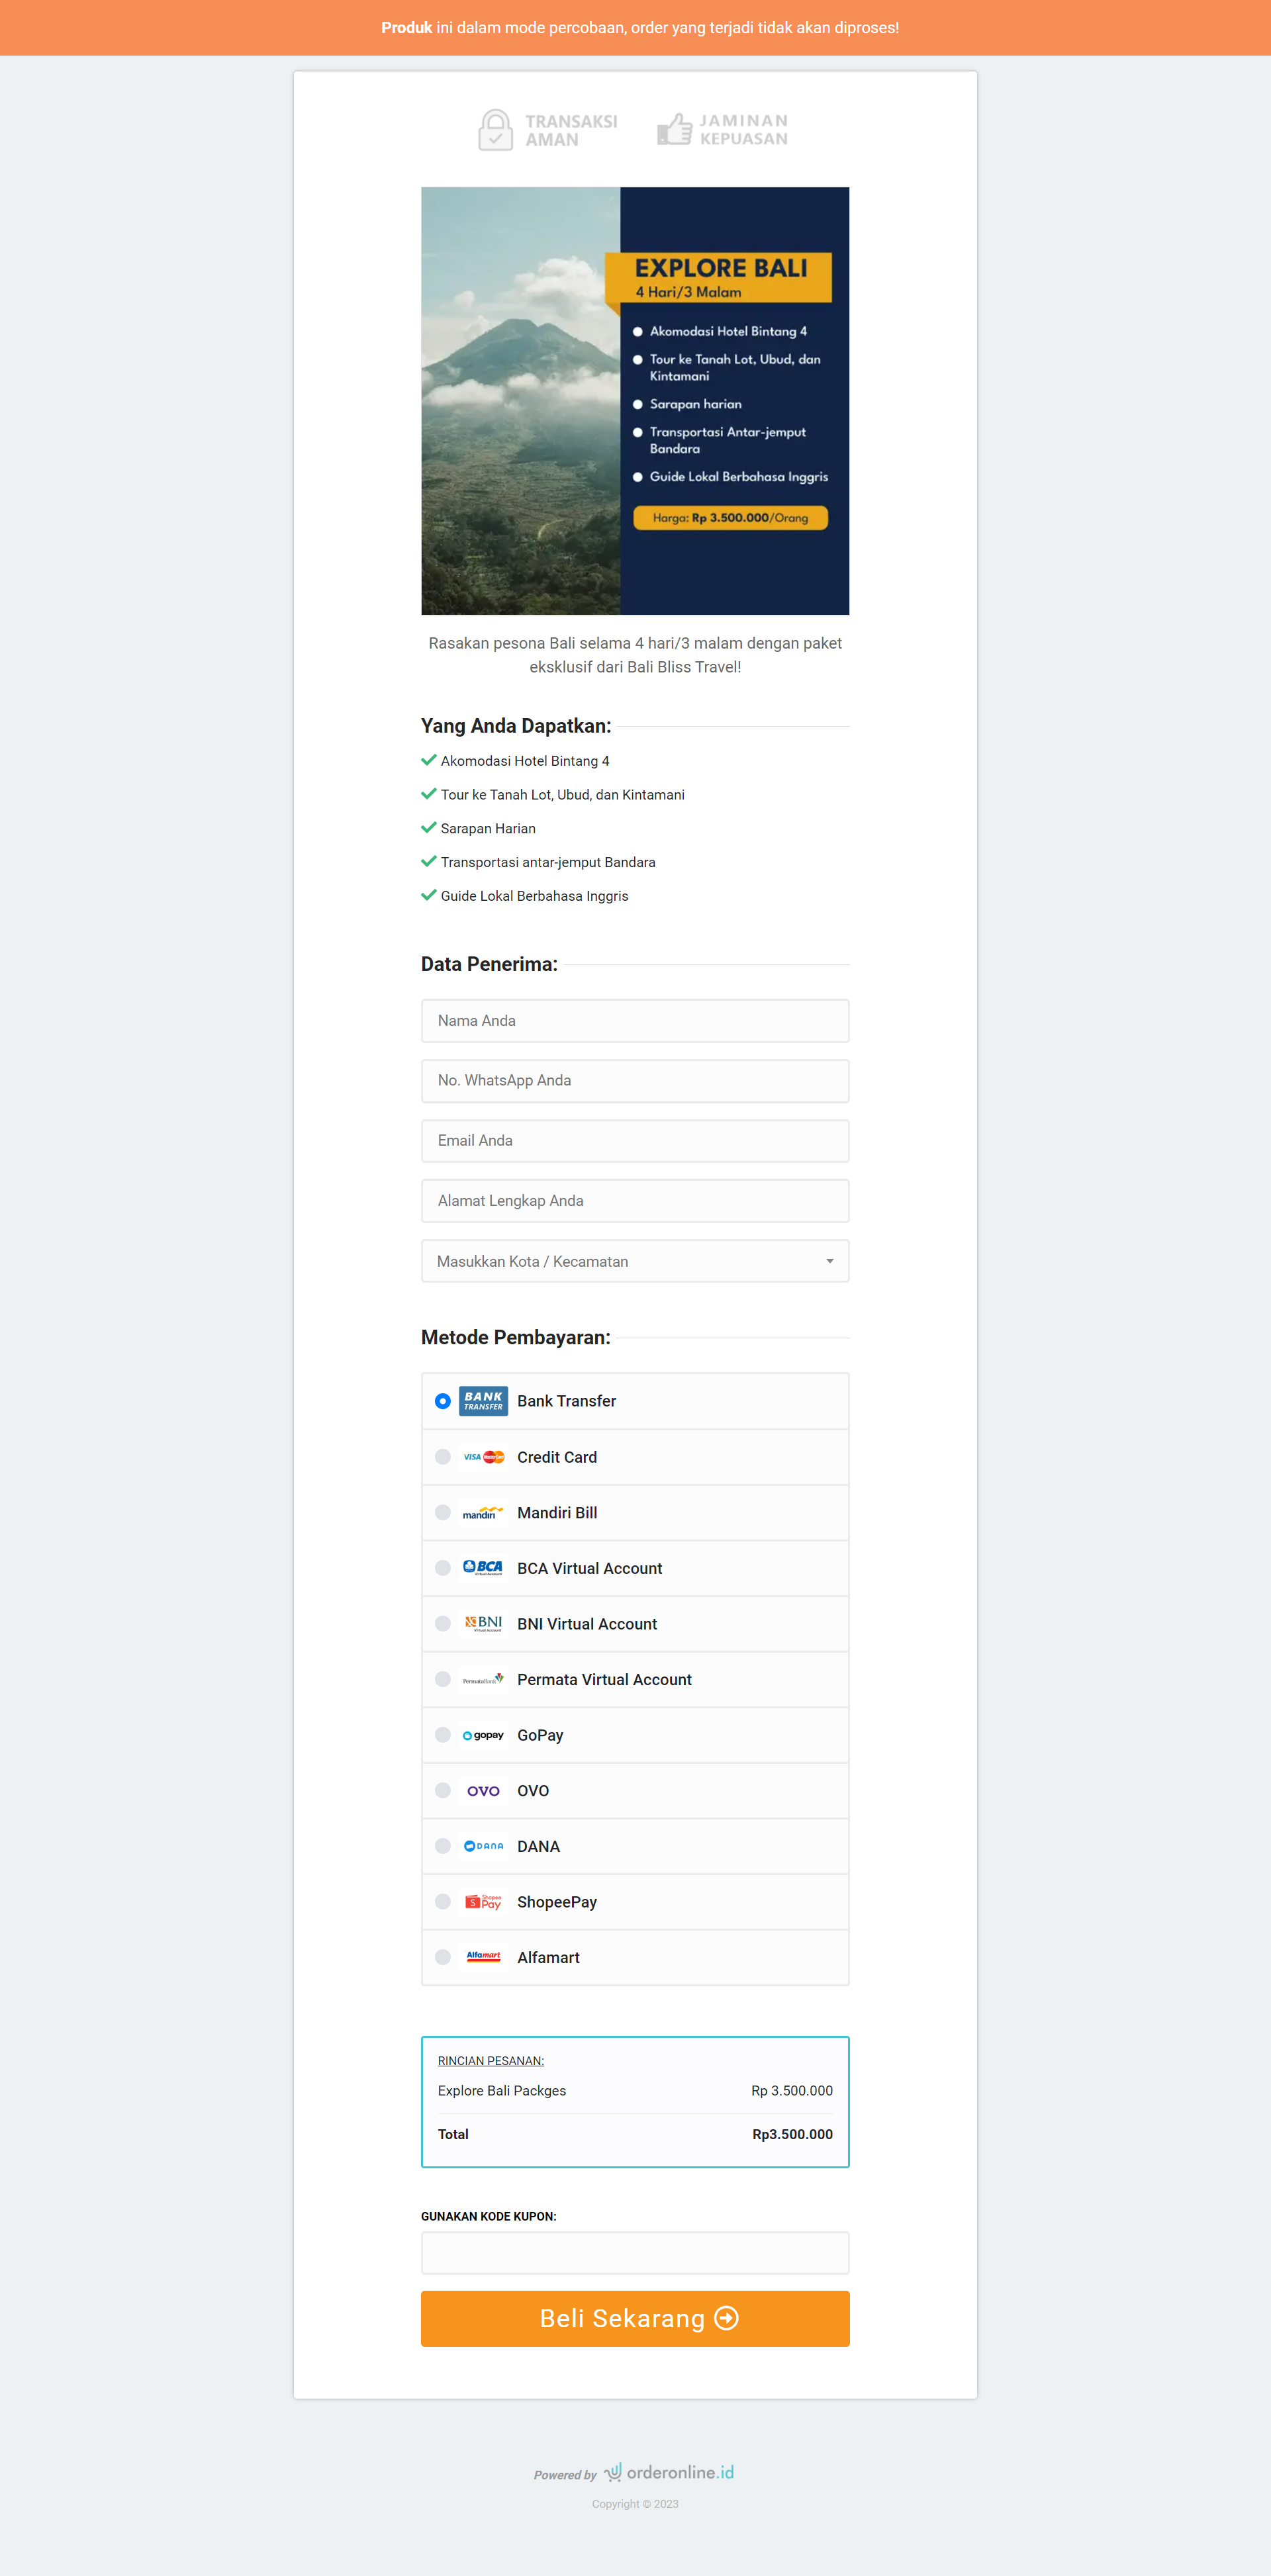 Produk ini dalam mode percobaan, order yang terjadi tidak akan diproses!
TRANSAKSI
AMAN
JAMINAN
KEPUASAN
EXPLORE BALI
4 Hari/3 Malam
Akomodasi Hotel Bintang 4
Tour ke Tanah Lot, Ubud, dan
Kintamani
Sarapan harian
Transportasi Antar-jemput
Bandara
Guide Lokal Berbahasa Inggris
Harga: Rp 3.500.000/Orang
Rasakan pesona Bali selama 4 hari/3 malam dengan paket
eksklusif dari Bali Bliss Travel!
Yang Anda Dapatkan:
Akomodasi Hotel Bintang 4
Tour ke Tanah Lot, Ubud, dan Kintamani
Sarapan Harian
Transportasi antar-jemput Bandara
Guide Lokal Berbahasa Inggris
Data Penerima:
Nama Anda
No. WhatsApp Anda
Email Anda
Alamat Lengkap Anda
Masukkan Kota / Kecamatan
Metode Pembayaran:
BANK
TRANSFER
Bank Transfer
VISA MasterCard Credit Card
mandiri Mandiri Bill
BCA
Virtual Account
BCA Virtual Account
BNI
Virtual Account
BNI Virtual Account
PermataBank Permata Virtual Account
gopay GoPay
OVO OVO
DANA DANA
Shopee
Pay
ShopeePay
Alfamart Alfamart
RINCIAN PESANAN:
Explore Bali Packges Rp 3.500.000
Total Rp3.500.000
GUNAKAN KODE KUPON:
Beli Sekarang
Powered by orderonline.id
Copyright © 2023